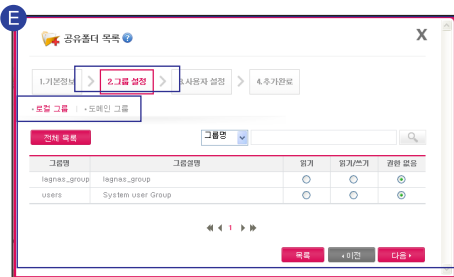 E
공유폴더 목록 ?
X
1.기본정보 2.그룹 설정 3.사용자 설정 4.추가완료
• 로컬 그룹 | • 도메인 그룹
전체 목록 그룹명
그룹명 그룹설명 읽기 읽기/쓰기 권한 없음
legnas_group legnas_group
users System user Group
1
목록 이전 다음